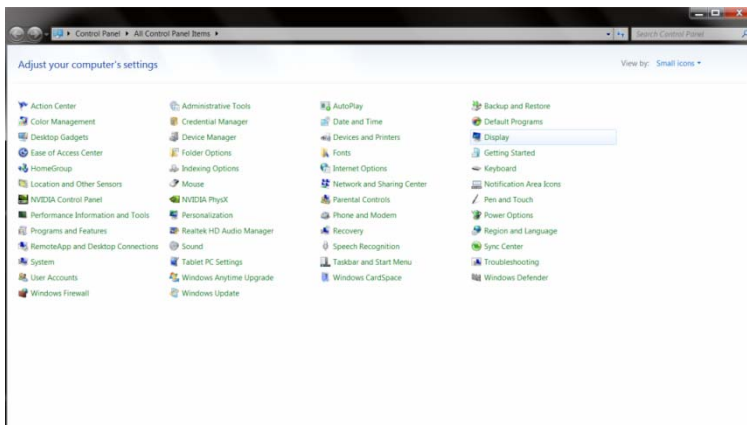 Control Panel ▸ All Control Panel Items ▸ Search Control Panel
Adjust your computer's settings View by: Small icons
Action Center Administrative Tools AutoPlay Backup and Restore
Color Management Credential Manager Date and Time Default Programs
Desktop Gadgets Device Manager Devices and Printers Display
Ease of Access Center Folder Options Fonts Getting Started
HomeGroup Indexing Options Internet Options Keyboard
Location and Other Sensors Mouse Network and Sharing Center Notification Area Icons
NVIDIA Control Panel NVIDIA PhysX Parental Controls Pen and Touch
Performance Information and Tools Personalization Phone and Modem Power Options
Programs and Features Realtek HD Audio Manager Recovery Region and Language
RemoteApp and Desktop Connections Sound Speech Recognition Sync Center
System Tablet PC Settings Taskbar and Start Menu Troubleshooting
User Accounts Windows Anytime Upgrade Windows CardSpace Windows Defender
Windows Firewall Windows Update